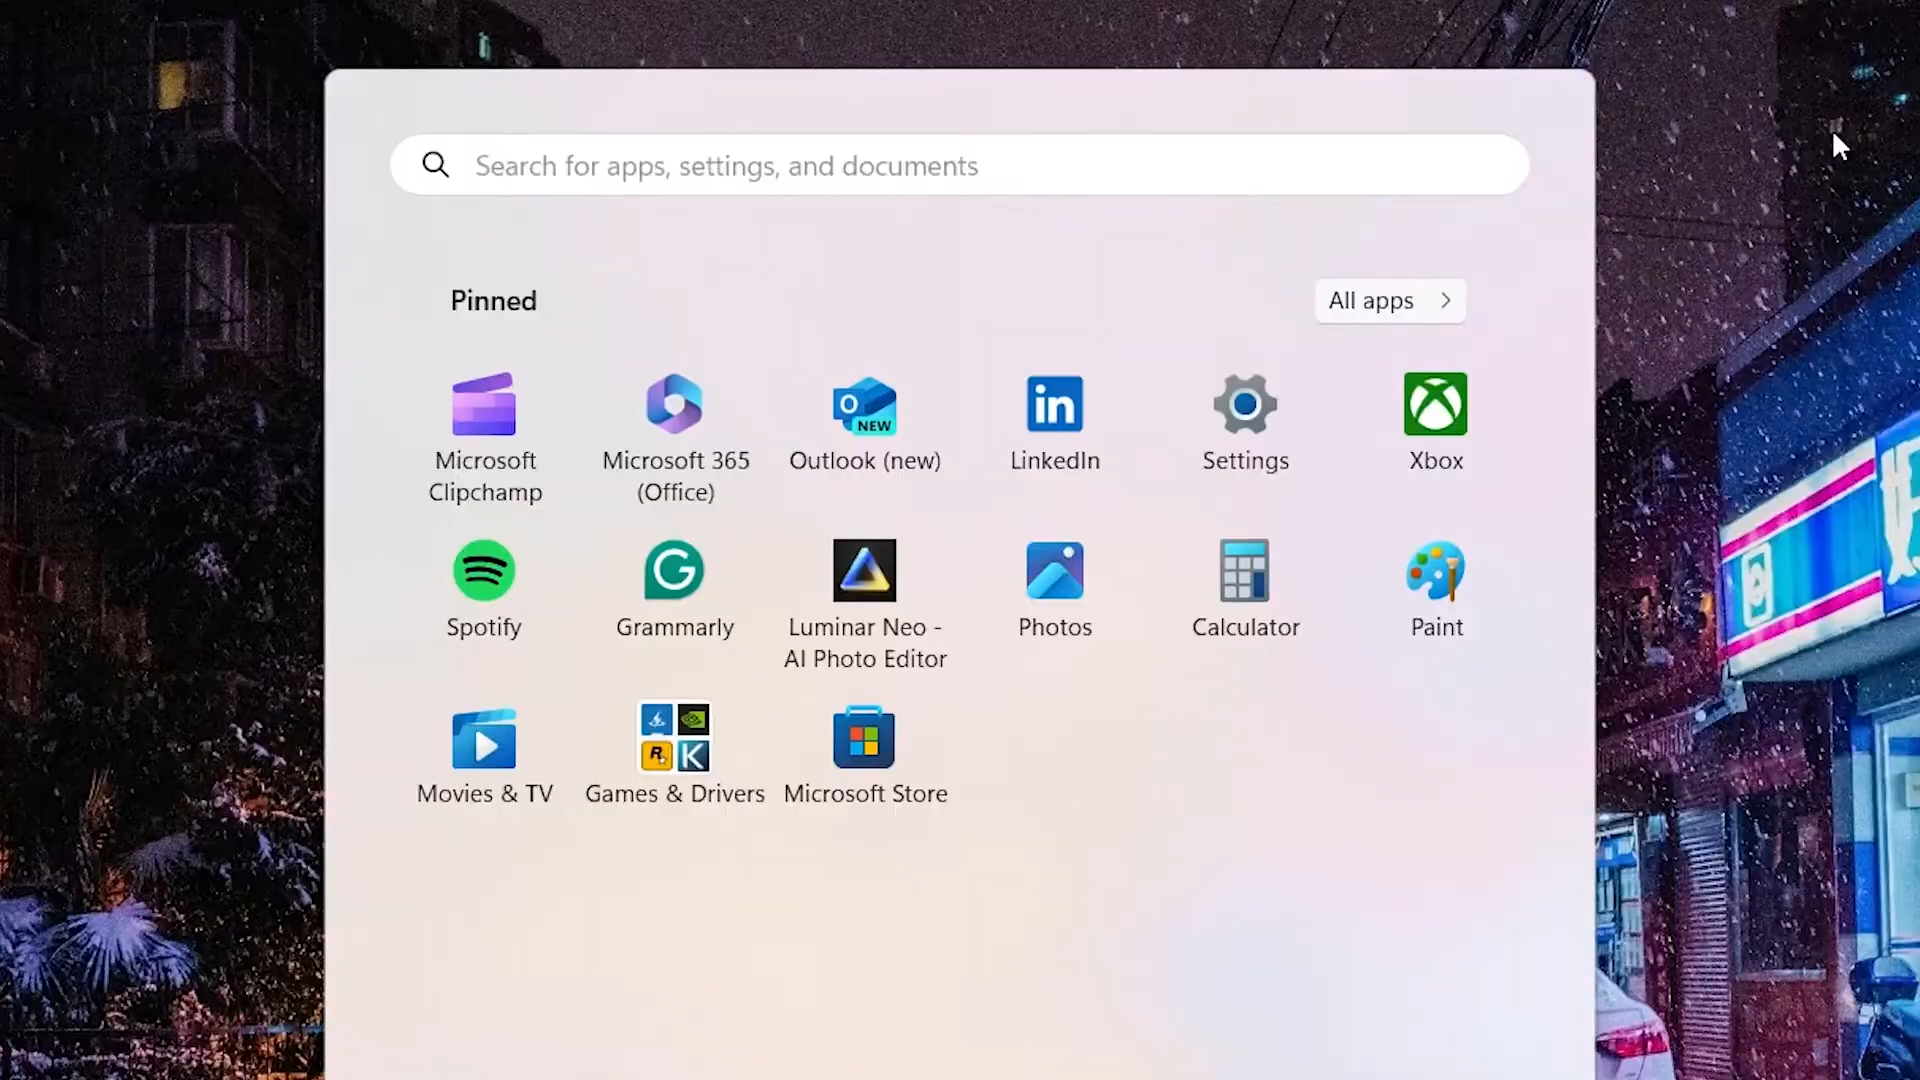 Search for apps, settings, and documents
Pinned
All apps
NEW
Microsoft
Clipchamp
Microsoft 365
(Office)
Outlook (new)
LinkedIn
Settings
Xbox
Spotify
Grammarly
Luminar Neo -
AI Photo Editor
Photos
Calculator
Paint
Movies & TV
Games & Drivers
Microsoft Store